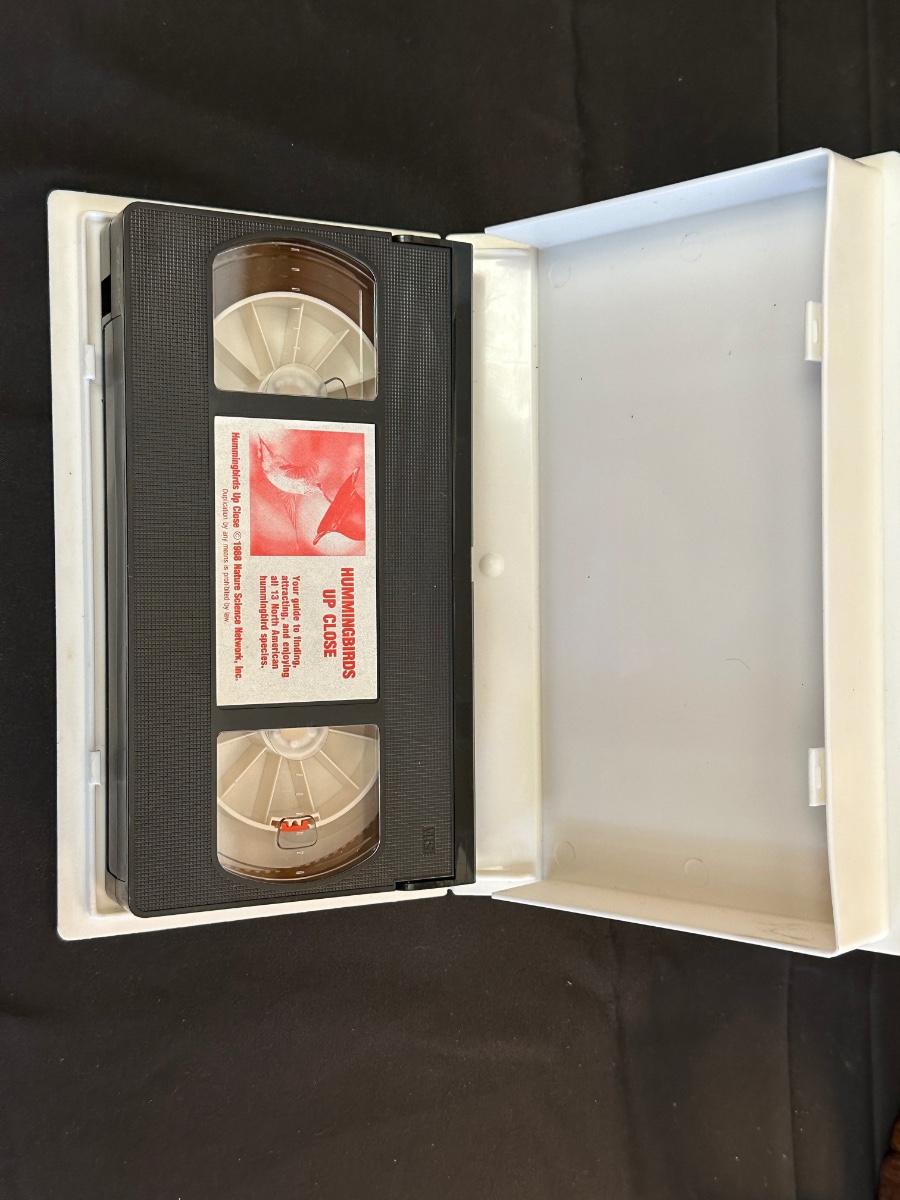 HUMMINGBIRDS
UP CLOSE
Your guide to finding,
attracting, and enjoying
all 13 North American
hummingbird species.
Hummingbirds Up Close © 1988 Nature Science Network, Inc.
Duplication by any means is prohibited by law.
VHS